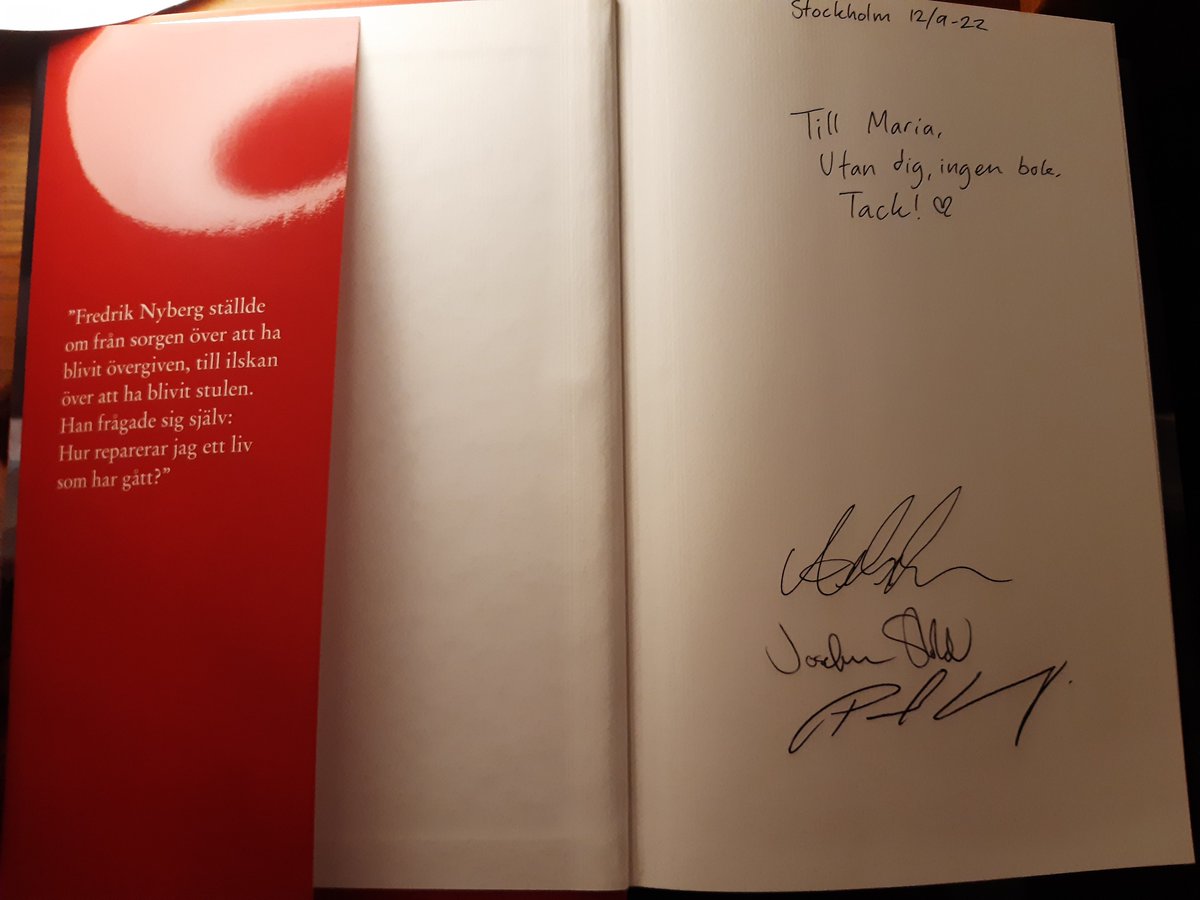 "Fredrik Nyberg ställde
om från sorgen över att ha
blivit övergiven, till ilskan
över att ha blivit stulen.
Han frågade sig själv:
Hur reparerar jag ett liv
som har gått?"
Stockholm 12/9-22
Till Maria,
Utan dig, ingen bok.
Tack! ♡